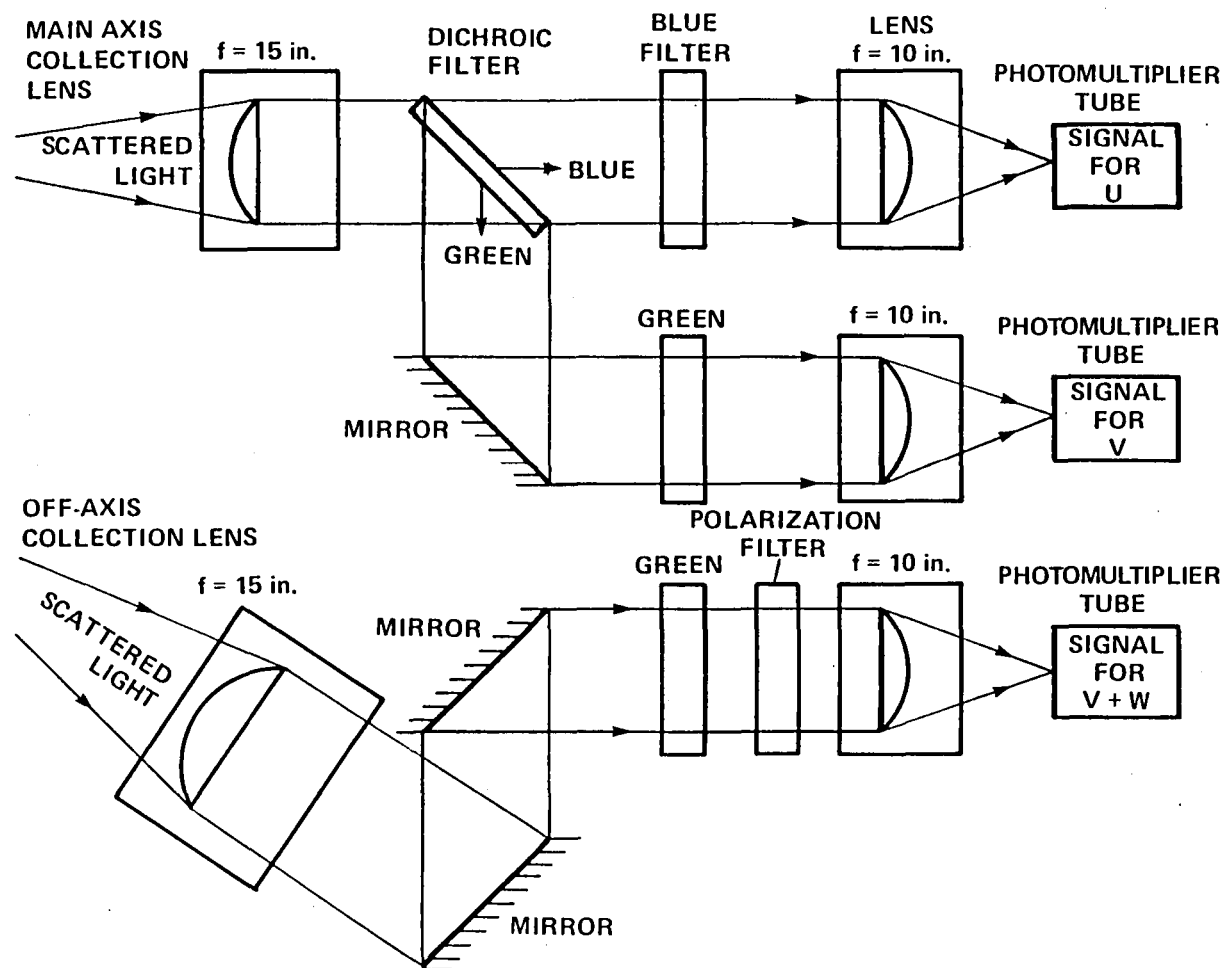 MAIN AXIS
COLLECTION
LENS
f = 15 in.
SCATTERED
LIGHT
DICHROIC
FILTER
BLUE
GREEN
BLUE
FILTER
LENS
f = 10 in.
PHOTOMULTIPLIER
TUBE
SIGNAL
FOR
U
MIRROR
GREEN
f = 10 in.
PHOTOMULTIPLIER
TUBE
SIGNAL
FOR
V
OFF-AXIS
COLLECTION LENS
f = 15 in.
SCATTERED
LIGHT
MIRROR
MIRROR
GREEN
POLARIZATION
FILTER
f = 10 in.
PHOTOMULTIPLIER
TUBE
SIGNAL
FOR
V + W